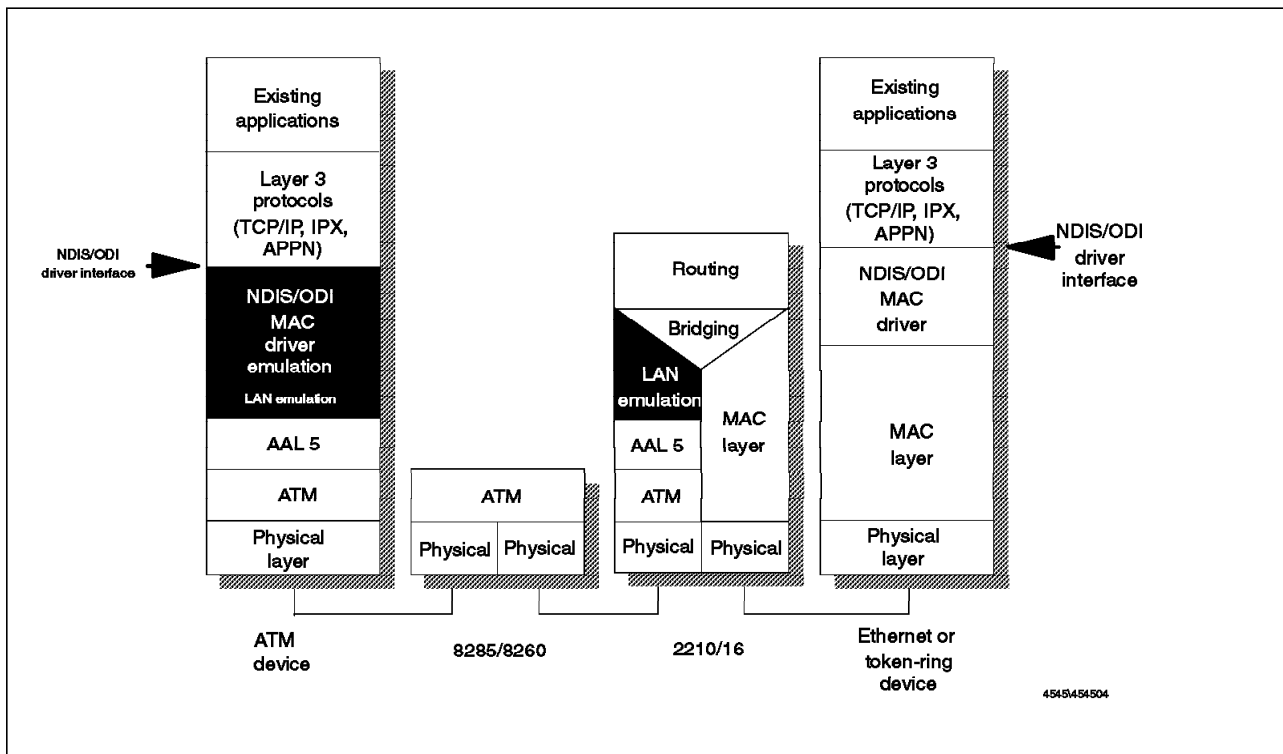 Existing
applications
Layer 3
protocols
(TCP/IP, IPX,
APPN)
NDIS/ODI
driver interface
NDIS/ODI
MAC
driver
emulation
LAN emulation
AAL 5
ATM
Physical
layer
ATM
device
ATM
Physical
Physical
8285/8260
Routing
Bridging
LAN
emulation
MAC
layer
AAL 5
ATM
Physical
Physical
2210/16
Existing
applications
Layer 3
protocols
(TCP/IP, IPX,
APPN)
NDIS/ODI
driver
interface
NDIS/ODI
MAC
driver
MAC
layer
Physical
layer
Ethernet or
token-ring
device
4545\454504